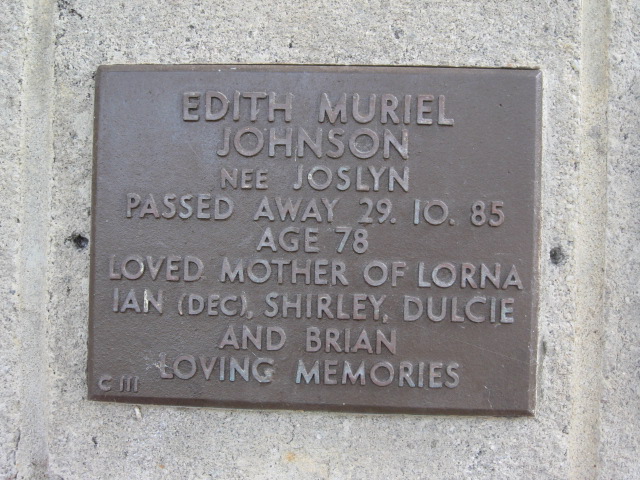 EDITH MURIEL
JOHNSON
NEE JOSLYN
PASSED AWAY 29. 10. 85
AGE 78
LOVED MOTHER OF LORNA
IAN (DEC), SHIRLEY, DULCIE
AND BRIAN
LOVING MEMORIES
C 111